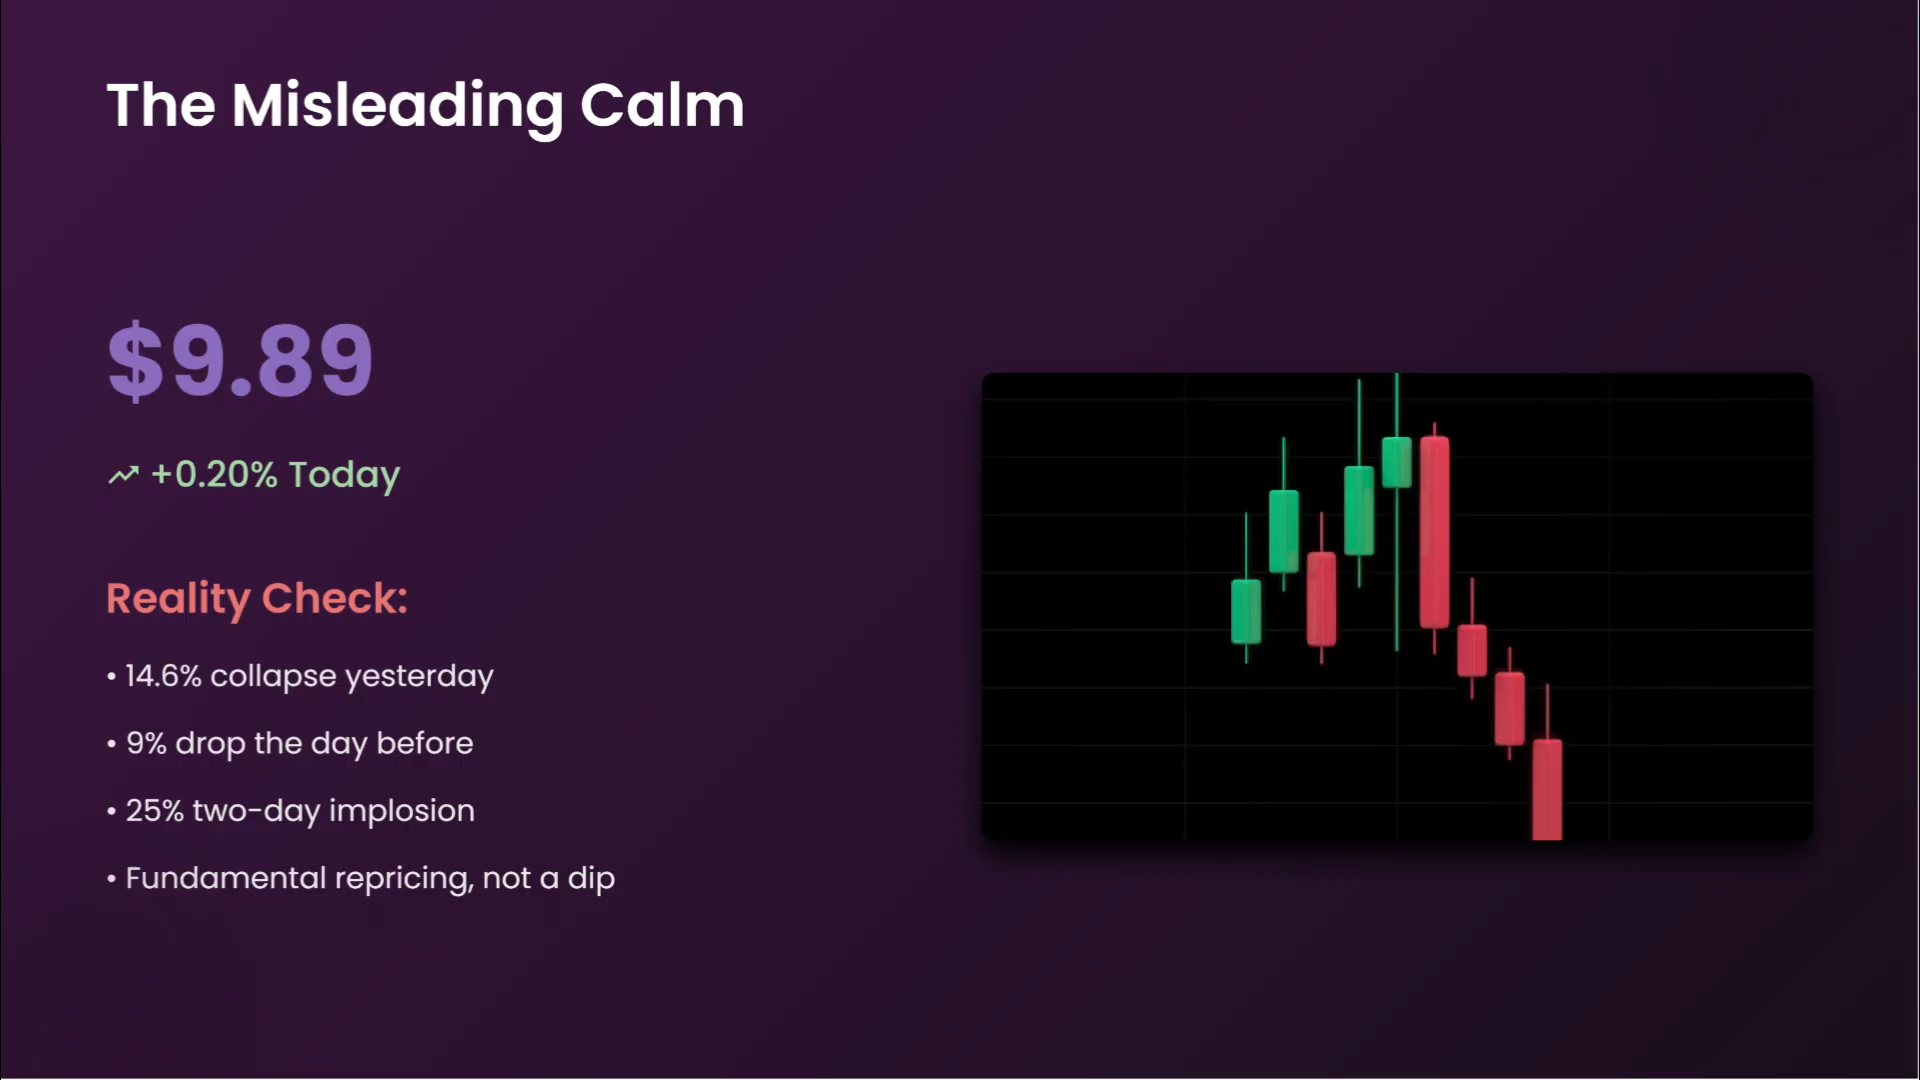 The Misleading Calm
$9.89
+0.20% Today
Reality Check:
• 14.6% collapse yesterday
• 9% drop the day before
• 25% two-day implosion
• Fundamental repricing, not a dip